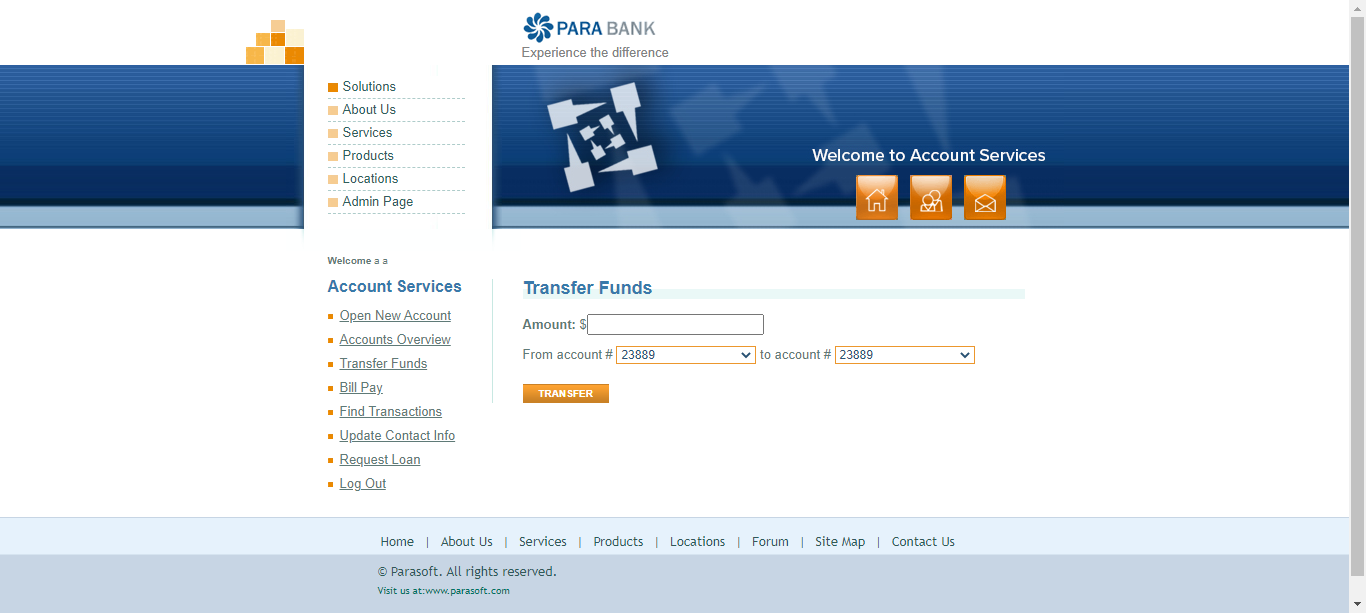 PARA BANK
Experience the difference
Solutions
About Us
Services
Products
Locations
Admin Page
Welcome to Account Services
Welcome a a
Account Services
Open New Account
Accounts Overview
Transfer Funds
Bill Pay
Find Transactions
Update Contact Info
Request Loan
Log Out
Transfer Funds
Amount: $
From account # 23889 to account # 23889
TRANSFER
Home | About Us | Services | Products | Locations | Forum | Site Map | Contact Us
© Parasoft. All rights reserved.
Visit us at:www.parasoft.com